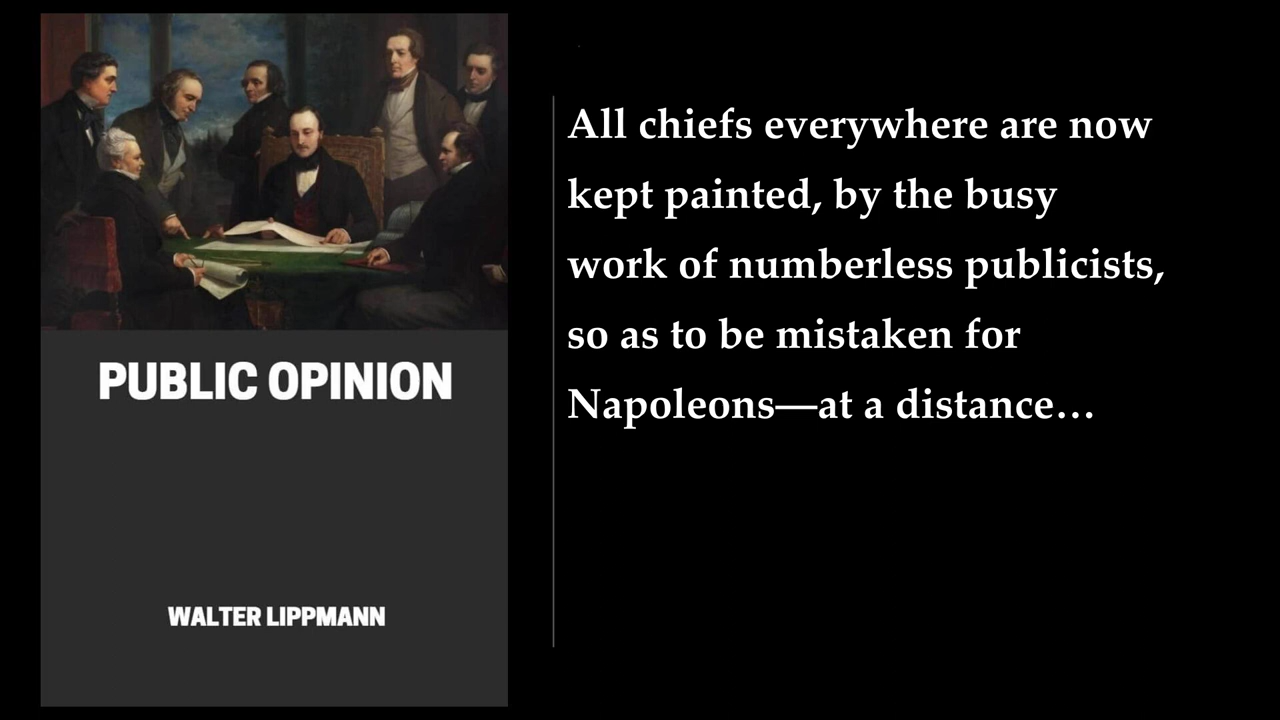 PUBLIC OPINION
WALTER LIPPMANN
All chiefs everywhere are now
kept painted, by the busy
work of numberless publicists,
so as to be mistaken for
Napoleons—at a distance…